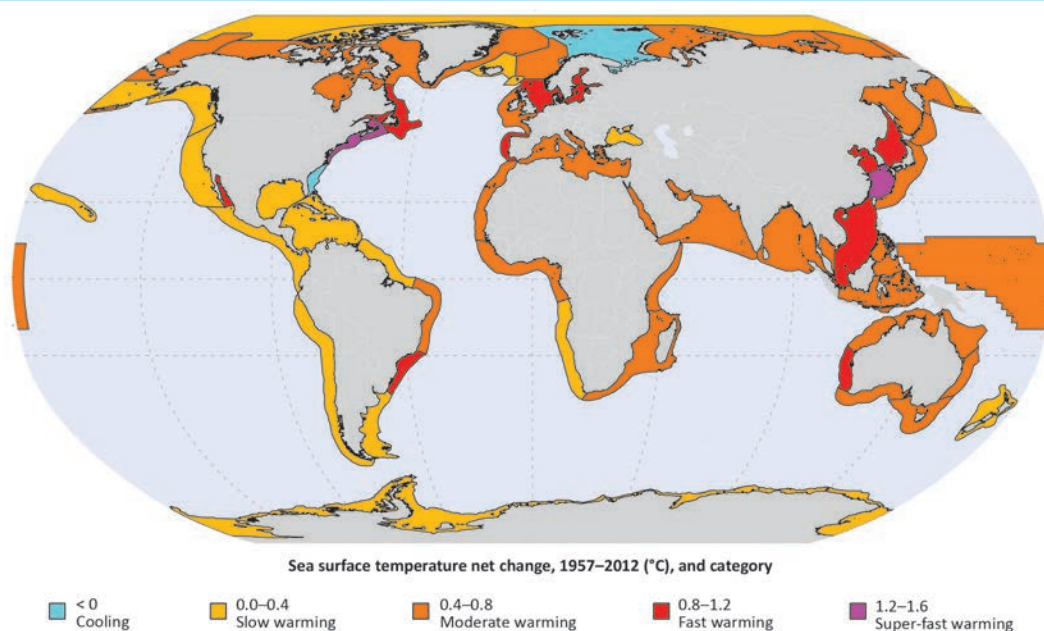 Sea surface temperature net change, 1957–2012 (°C), and category
< 0
Cooling
0.0–0.4
Slow warming
0.4–0.8
Moderate warming
0.8–1.2
Fast warming
1.2–1.6
Super-fast warming